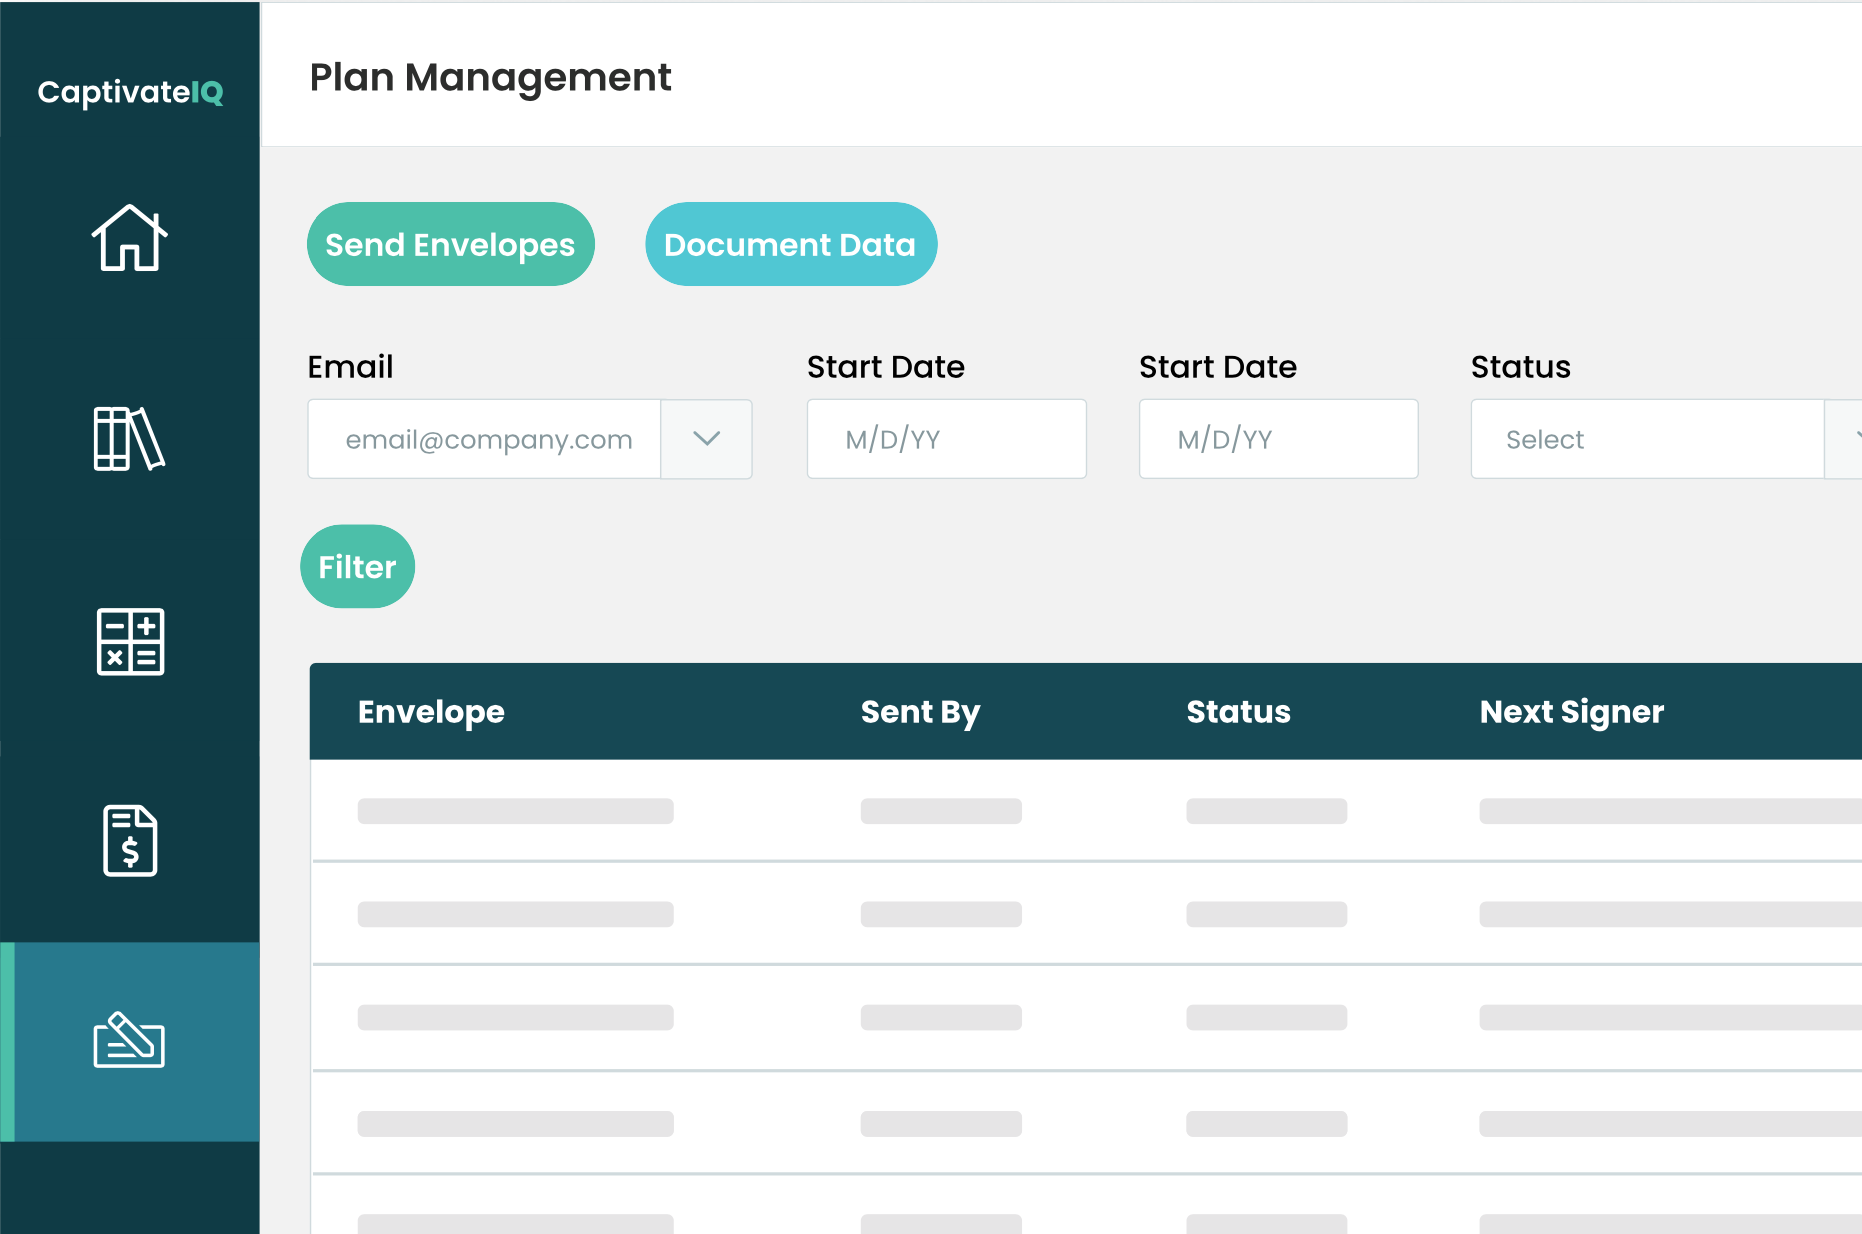 CaptivateIQ
Plan Management
Send Envelopes
Document Data
Email
Start Date
Start Date
Status
email@company.com
M/D/YY
M/D/YY
Select
Filter
Envelope
Sent By
Status
Next Signer